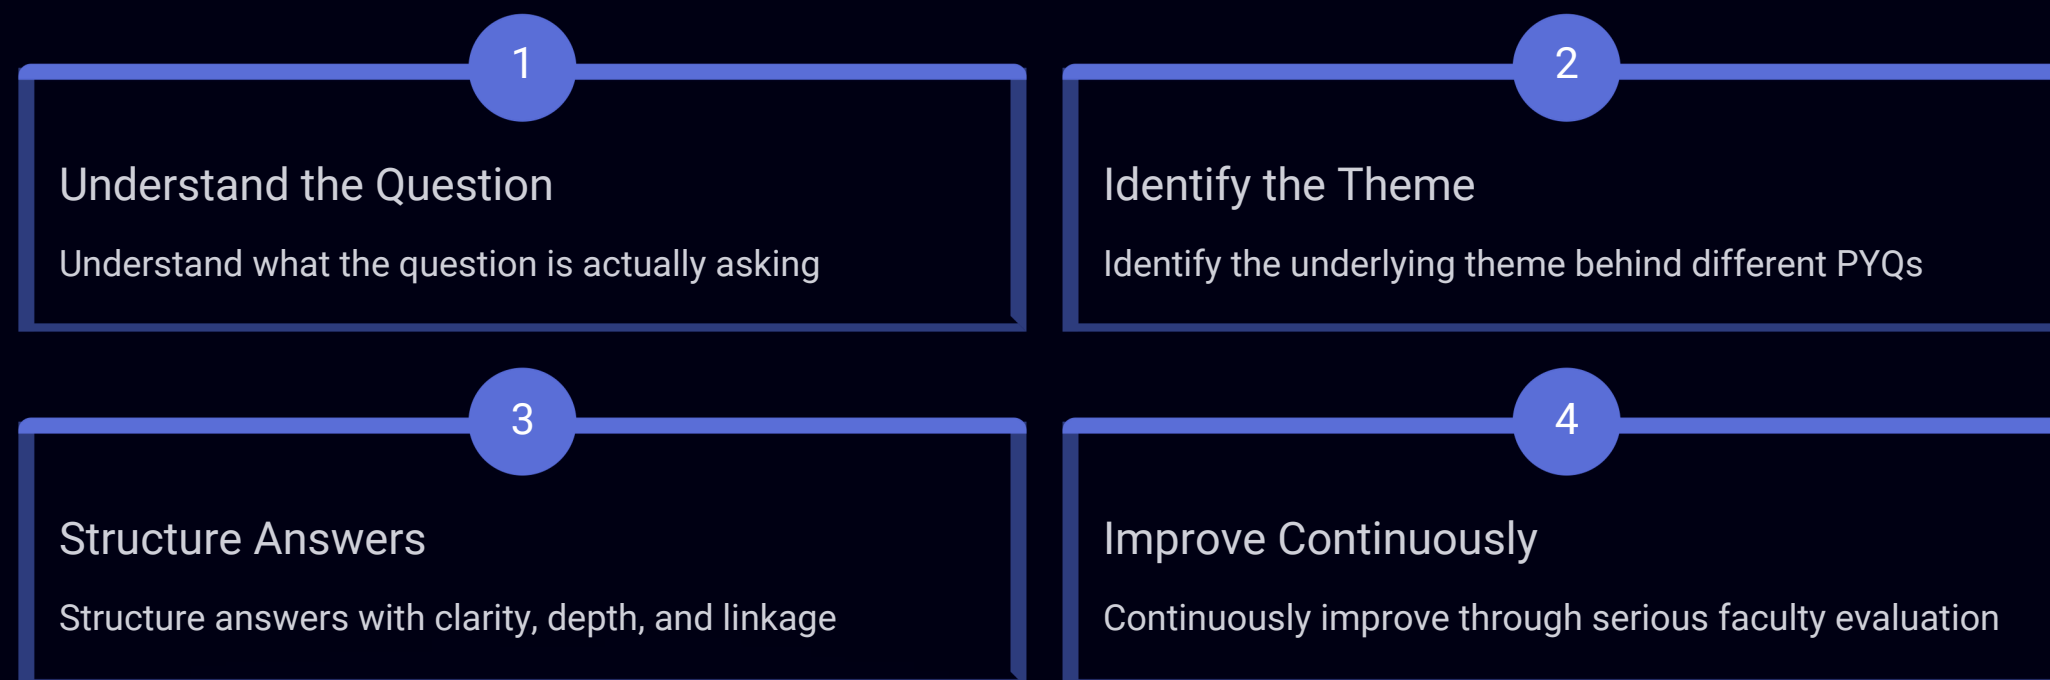 1
Understand the Question
Understand what the question is actually asking
2
Identify the Theme
Identify the underlying theme behind different PYQs
3
Structure Answers
Structure answers with clarity, depth, and linkage
4
Improve Continuously
Continuously improve through serious faculty evaluation